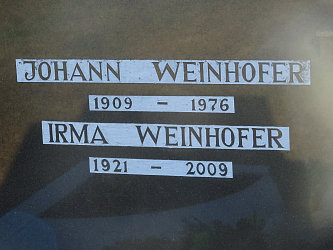 JOHANN WEINHOFER
1909 – 1976
IRMA WEINHOFER
1921 – 2009